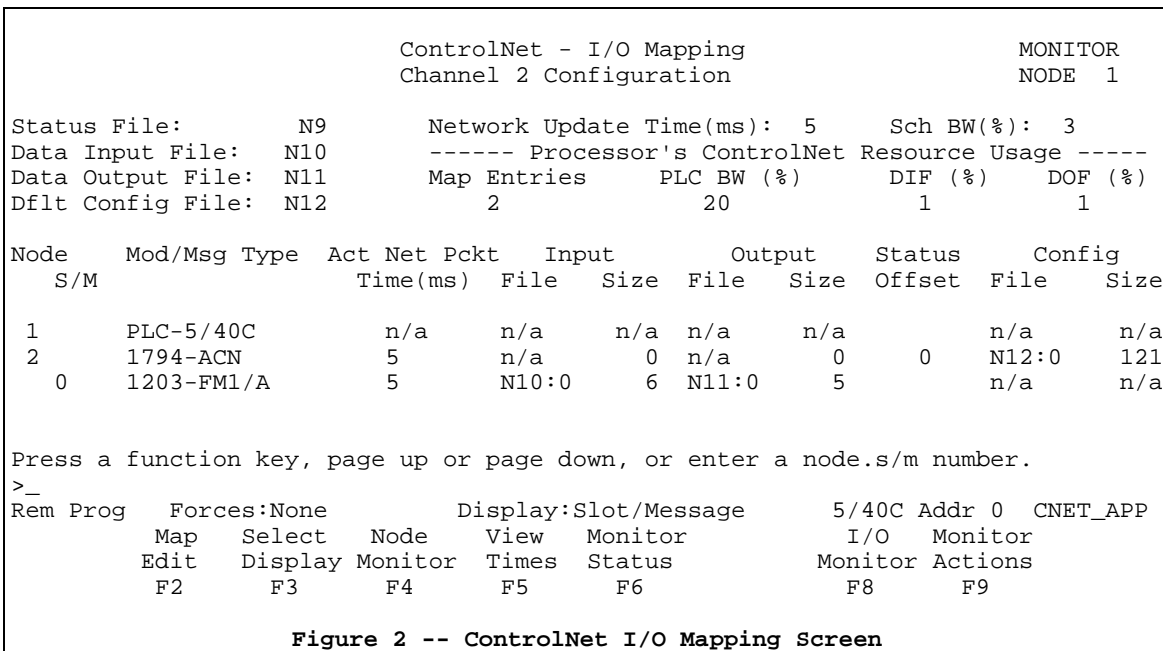 ControlNet - I/O Mapping MONITOR
Channel 2 Configuration NODE 1
Status File: N9 Network Update Time(ms): 5 Sch BW(%): 3
Data Input File: N10 ------ Processor's ControlNet Resource Usage -----
Data Output File: N11 Map Entries PLC BW (%) DIF (%) DOF (%)
Dflt Config File: N12 2 20 1 1
Node Mod/Msg Type Act Net Pckt Input Output Status Config
S/M Time(ms) File Size File Size Offset File Size
1 PLC-5/40C n/a n/a n/a n/a n/a n/a n/a
2 1794-ACN 5 n/a 0 n/a 0 0 N12:0 121
0 1203-FM1/A 5 N10:0 6 N11:0 5 n/a n/a
Press a function key, page up or page down, or enter a node.s/m number.
>_
Rem Prog Forces:None Display:Slot/Message 5/40C Addr 0 CNET_APP
Map Select Node View Monitor I/O Monitor
Edit Display Monitor Times Status Monitor Actions
F2 F3 F4 F5 F6 F8 F9
Figure 2 -- ControlNet I/O Mapping Screen